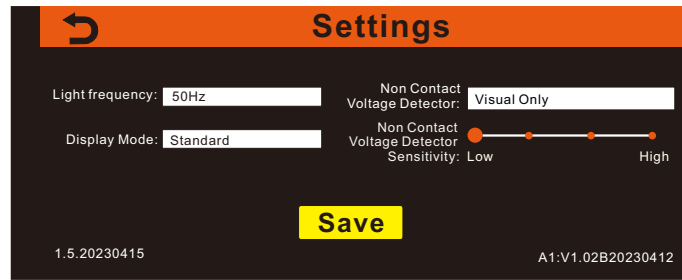 Settings
Light frequency: 50Hz
Non Contact
Voltage Detector: Visual Only
Display Mode: Standard
Non Contact
Voltage Detector
Sensitivity: Low High
Save
1.5.20230415
A1:V1.02B20230412